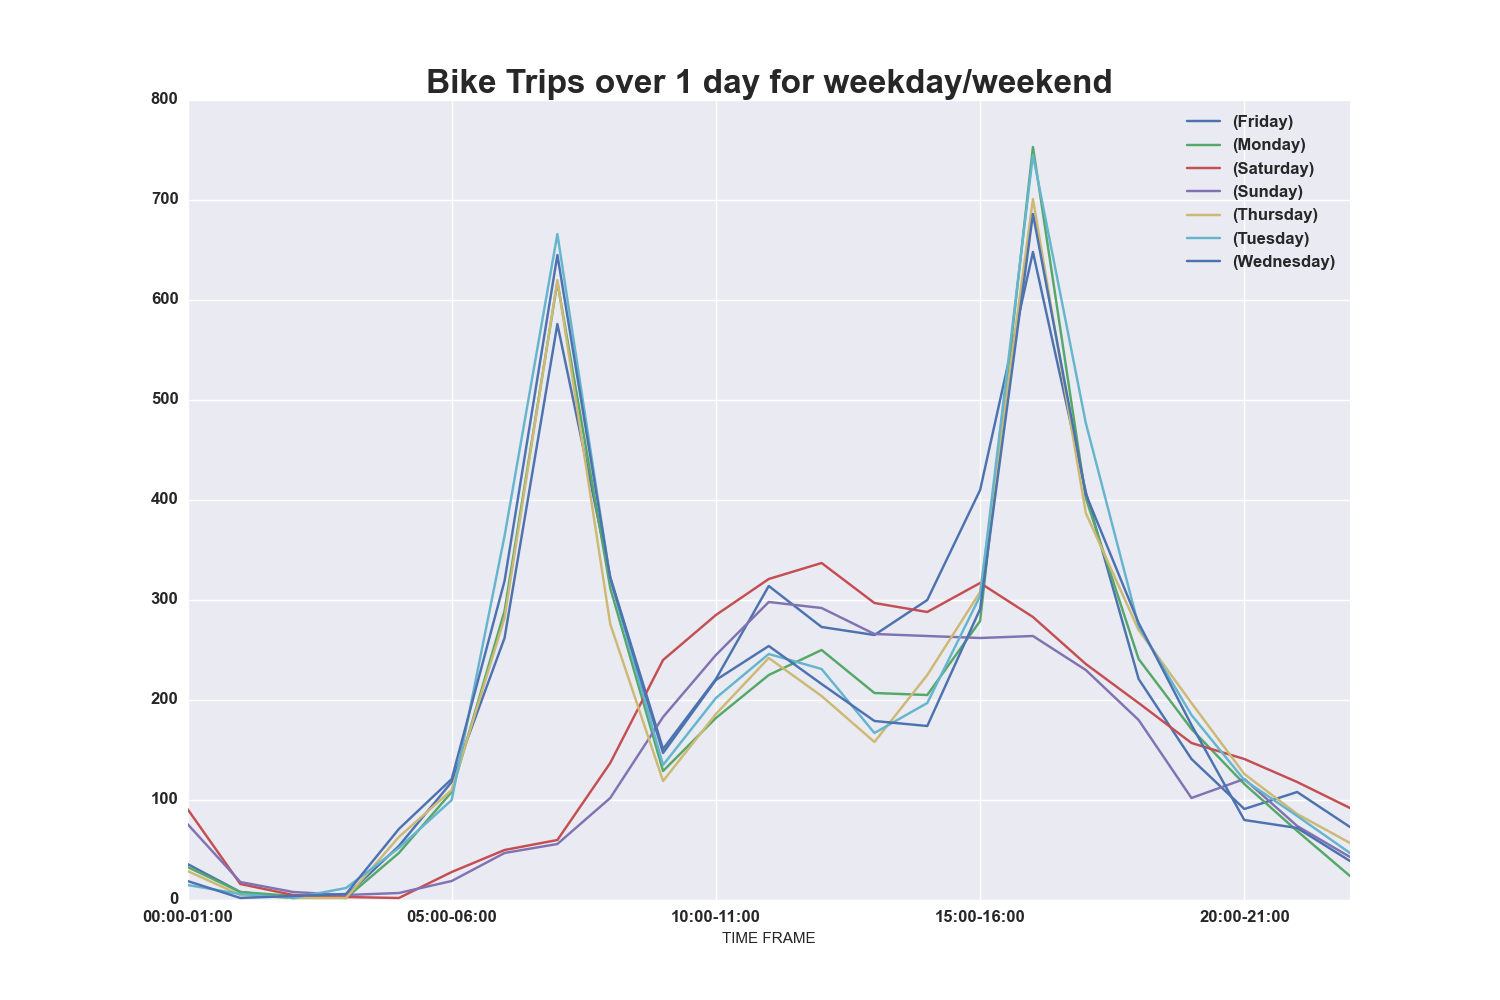 Bike Trips over 1 day for weekday/weekend
800
700
600
500
400
300
200
100
0
(Friday)
(Monday)
(Saturday)
(Sunday)
(Thursday)
(Tuesday)
(Wednesday)
00:00-01:00 05:00-06:00 10:00-11:00 15:00-16:00 20:00-21:00
TIME FRAME